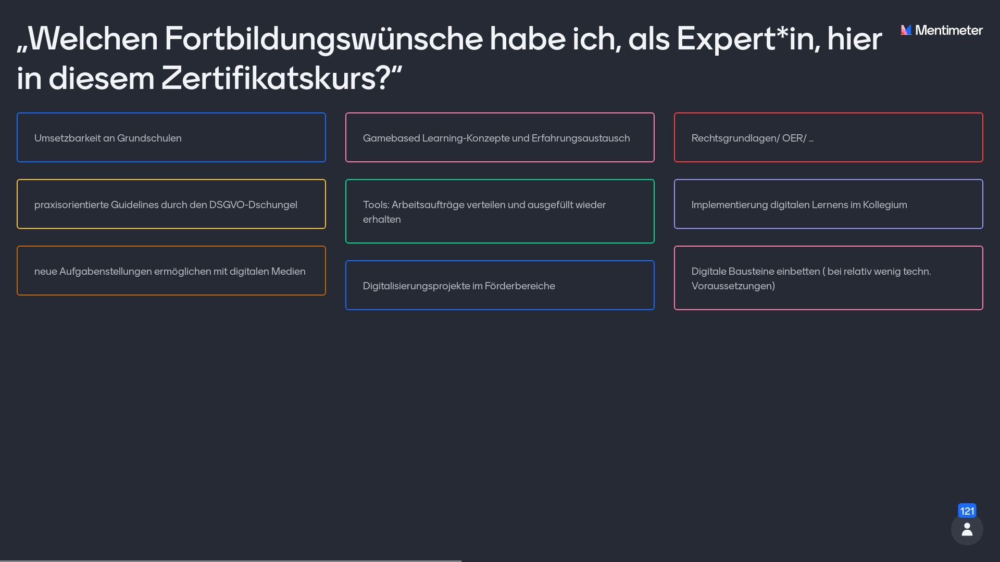 „Welchen Fortbildungswünsche habe ich, als Expert*in, hier
in diesem Zertifikatskurs?“
Mentimeter
Umsetzbarkeit an Grundschulen
Gamebased Learning-Konzepte und Erfahrungsaustausch
Rechtsgrundlagen/ OER/ ...
praxisorientierte Guidelines durch den DSGVO-Dschungel
Tools: Arbeitsaufträge verteilen und ausgefüllt wieder
erhalten
Implementierung digitalen Lernens im Kollegium
neue Aufgabenstellungen ermöglichen mit digitalen Medien
Digitalisierungsprojekte im Förderbereiche
Digitale Bausteine einbetten ( bei relativ wenig techn.
Voraussetzungen)
121